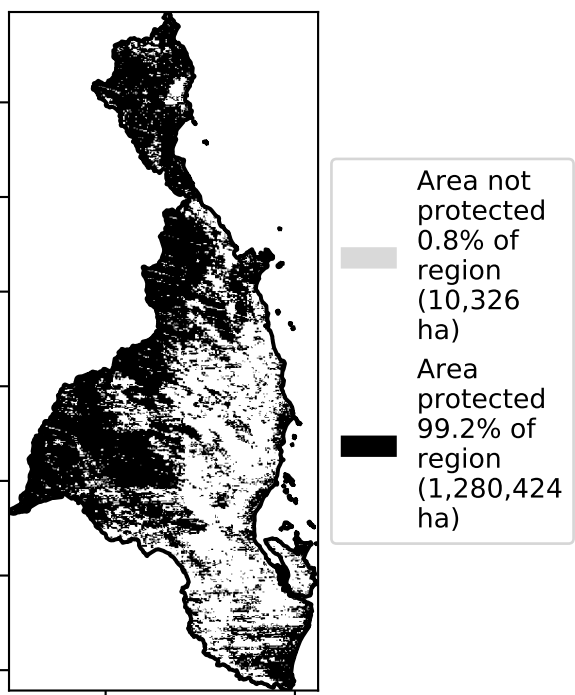 Area not
protected
0.8% of
region
(10,326
ha)
Area
protected
99.2% of
region
(1,280,424
ha)